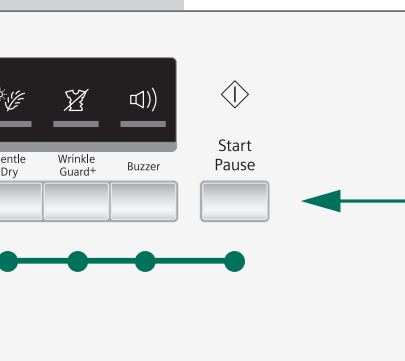 Start
Pause
entle
Dry
Wrinkle
Guard+
Buzzer